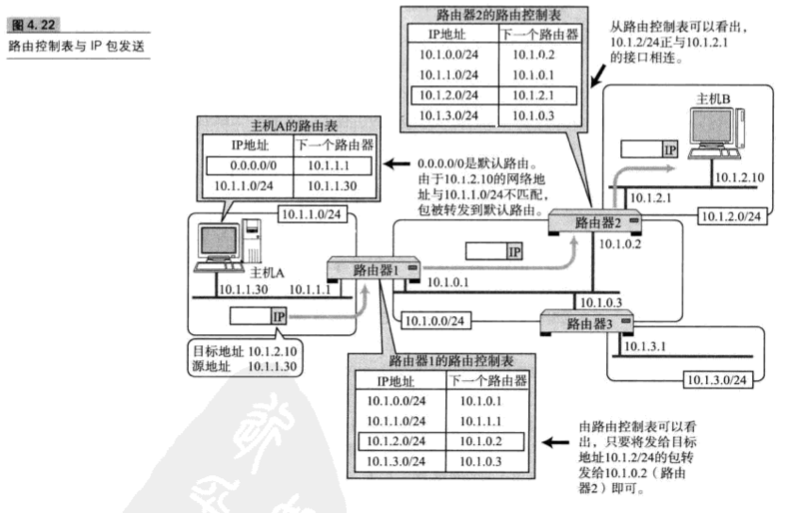 图4.22
路由控制表与 IP 包发送
路由器2的路由控制表
IP地址 下一个路由器
10.1.0.0/24 10.1.0.2
10.1.1.0/24 10.1.0.1
10.1.2.0/24 10.1.2.1
10.1.3.0/24 10.1.0.3
从路由控制表可以看出，
10.1.2/24正与10.1.2.1
的接口相连。
主机A的路由表
IP地址 下一个路由器
0.0.0.0/0 10.1.1.1
10.1.1.0/24 10.1.1.30
0.0.0.0/0是默认路由。
由于10.1.2.10的网络地
址与10.1.1.0/24不匹配，
包被转发到默认路由。
主机B
IP
10.1.2.10
10.1.2.1
10.1.2.0/24
路由器2
10.1.0.2
10.1.1.0/24
主机A
10.1.1.30
10.1.1.1
路由器1
IP
10.1.0.1
10.1.0.3
10.1.0.0/24
路由器3
10.1.3.1
10.1.3.0/24
IP
目标地址 10.1.2.10
源地址 10.1.1.30
路由器1的路由控制表
IP地址 下一个路由器
10.1.0.0/24 10.1.0.1
10.1.1.0/24 10.1.1.1
10.1.2.0/24 10.1.0.2
10.1.3.0/24 10.1.0.3
由路由控制表可以看
出，只要将发给目标
地址10.1.2/24的包转
发给10.1.0.2（路由
器2）即可。